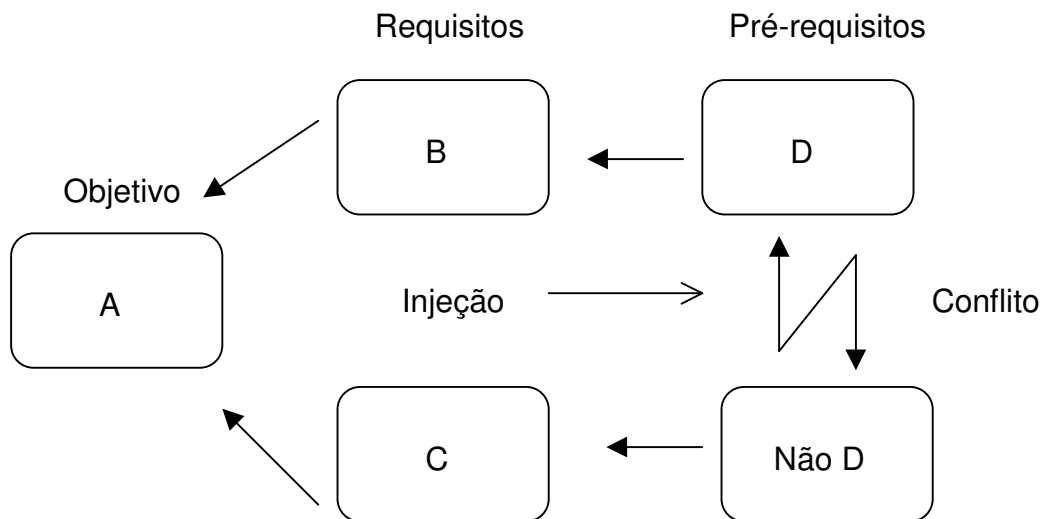 Requisitos
Pré-requisitos
B
D
Objetivo
A
Injeção
Conflito
C
Não D